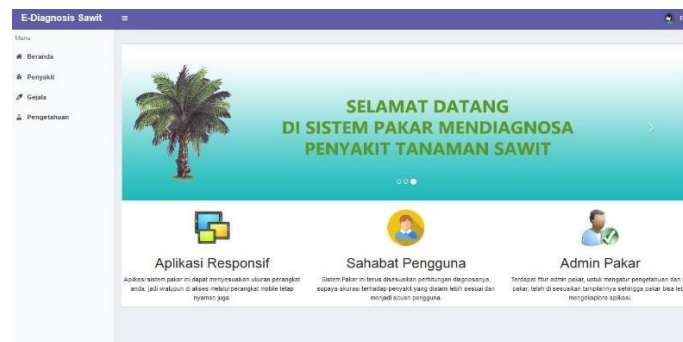 E-Diagnosis Sawit
Menu
Beranda
Penyakit
Gejala
Pengetahuan
SELAMAT DATANG
DI SISTEM PAKAR MENDIAGNOSA
PENYAKIT TANAMAN SAWIT
Aplikasi Responsif
Aplikasi sistem pakar ini dapat menyesuaikan ukuran perangkat
anda, jadi walupun di akses melalui perangkat mobile tetap
nyaman juga.
Sahabat Pengguna
Sistem Pakar ini terus disesuaikan perhitungan diagnosanya,
supaya akurasi terhadap penyakit yang dialami lebih sesuai dan
menjadi acuan pengguna.
Admin Pakar
Terdapat fitur admin pakar, untuk mengatur pengetahuan dan
pakar, telah di sesuaikan tampilannya sehingga pakar bisa
mengeksplore aplikasi.